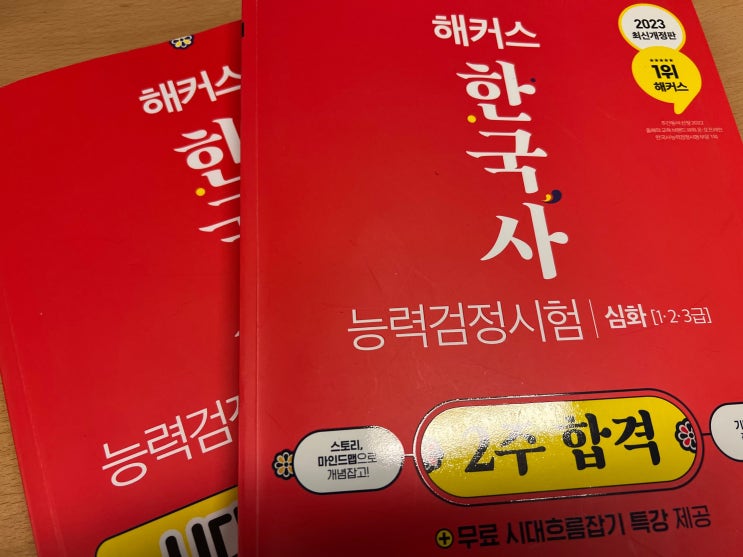 해커스
한국사
능력검정시험 | 심화 [1·2·3급]
2023
최신개정판
★★★★★
1위
해커스
스토리,
마인드맵으로
개념잡고!
2주 합격
+ 무료 시대흐름잡기 특강 제공
해커스
한국
능력검정